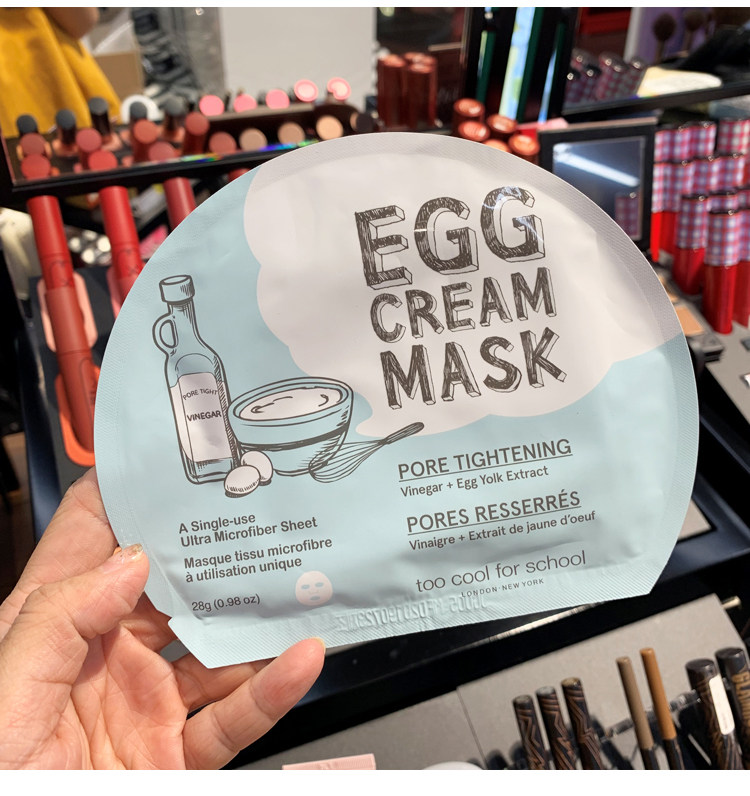 EGG
CREAM
MASK
PORE TIGHT
VINEGAR
PORE TIGHTENING
Vinegar + Egg Yolk Extract
PORES RESSERRÉS
Vinaigre + Extrait de jaune d'oeuf
A Single-use
Ultra Microfiber Sheet
Masque tissu microfibre
à utilisation unique
28g (0.98 oz)
too cool for school
LONDON·NEW YORK